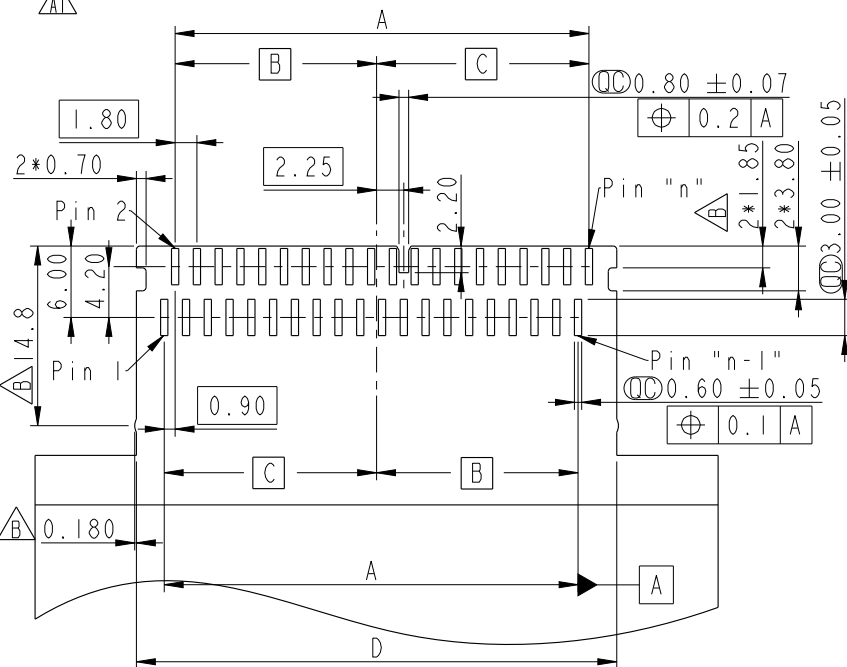 A1
A
B
C
QC 0.80 ±0.07
⌖ 0.2 A
1.80
2.25
2*0.70
Pin 2
2.20
Pin "n"
B
2*1.85
2*3.80
QC 3.00 ±0.05
6.00
4.20
B 14.8
Pin 1
Pin "n-1"
QC 0.60 ±0.05
⌖ 0.1 A
0.90
C
B
B 0.180
A
A
D